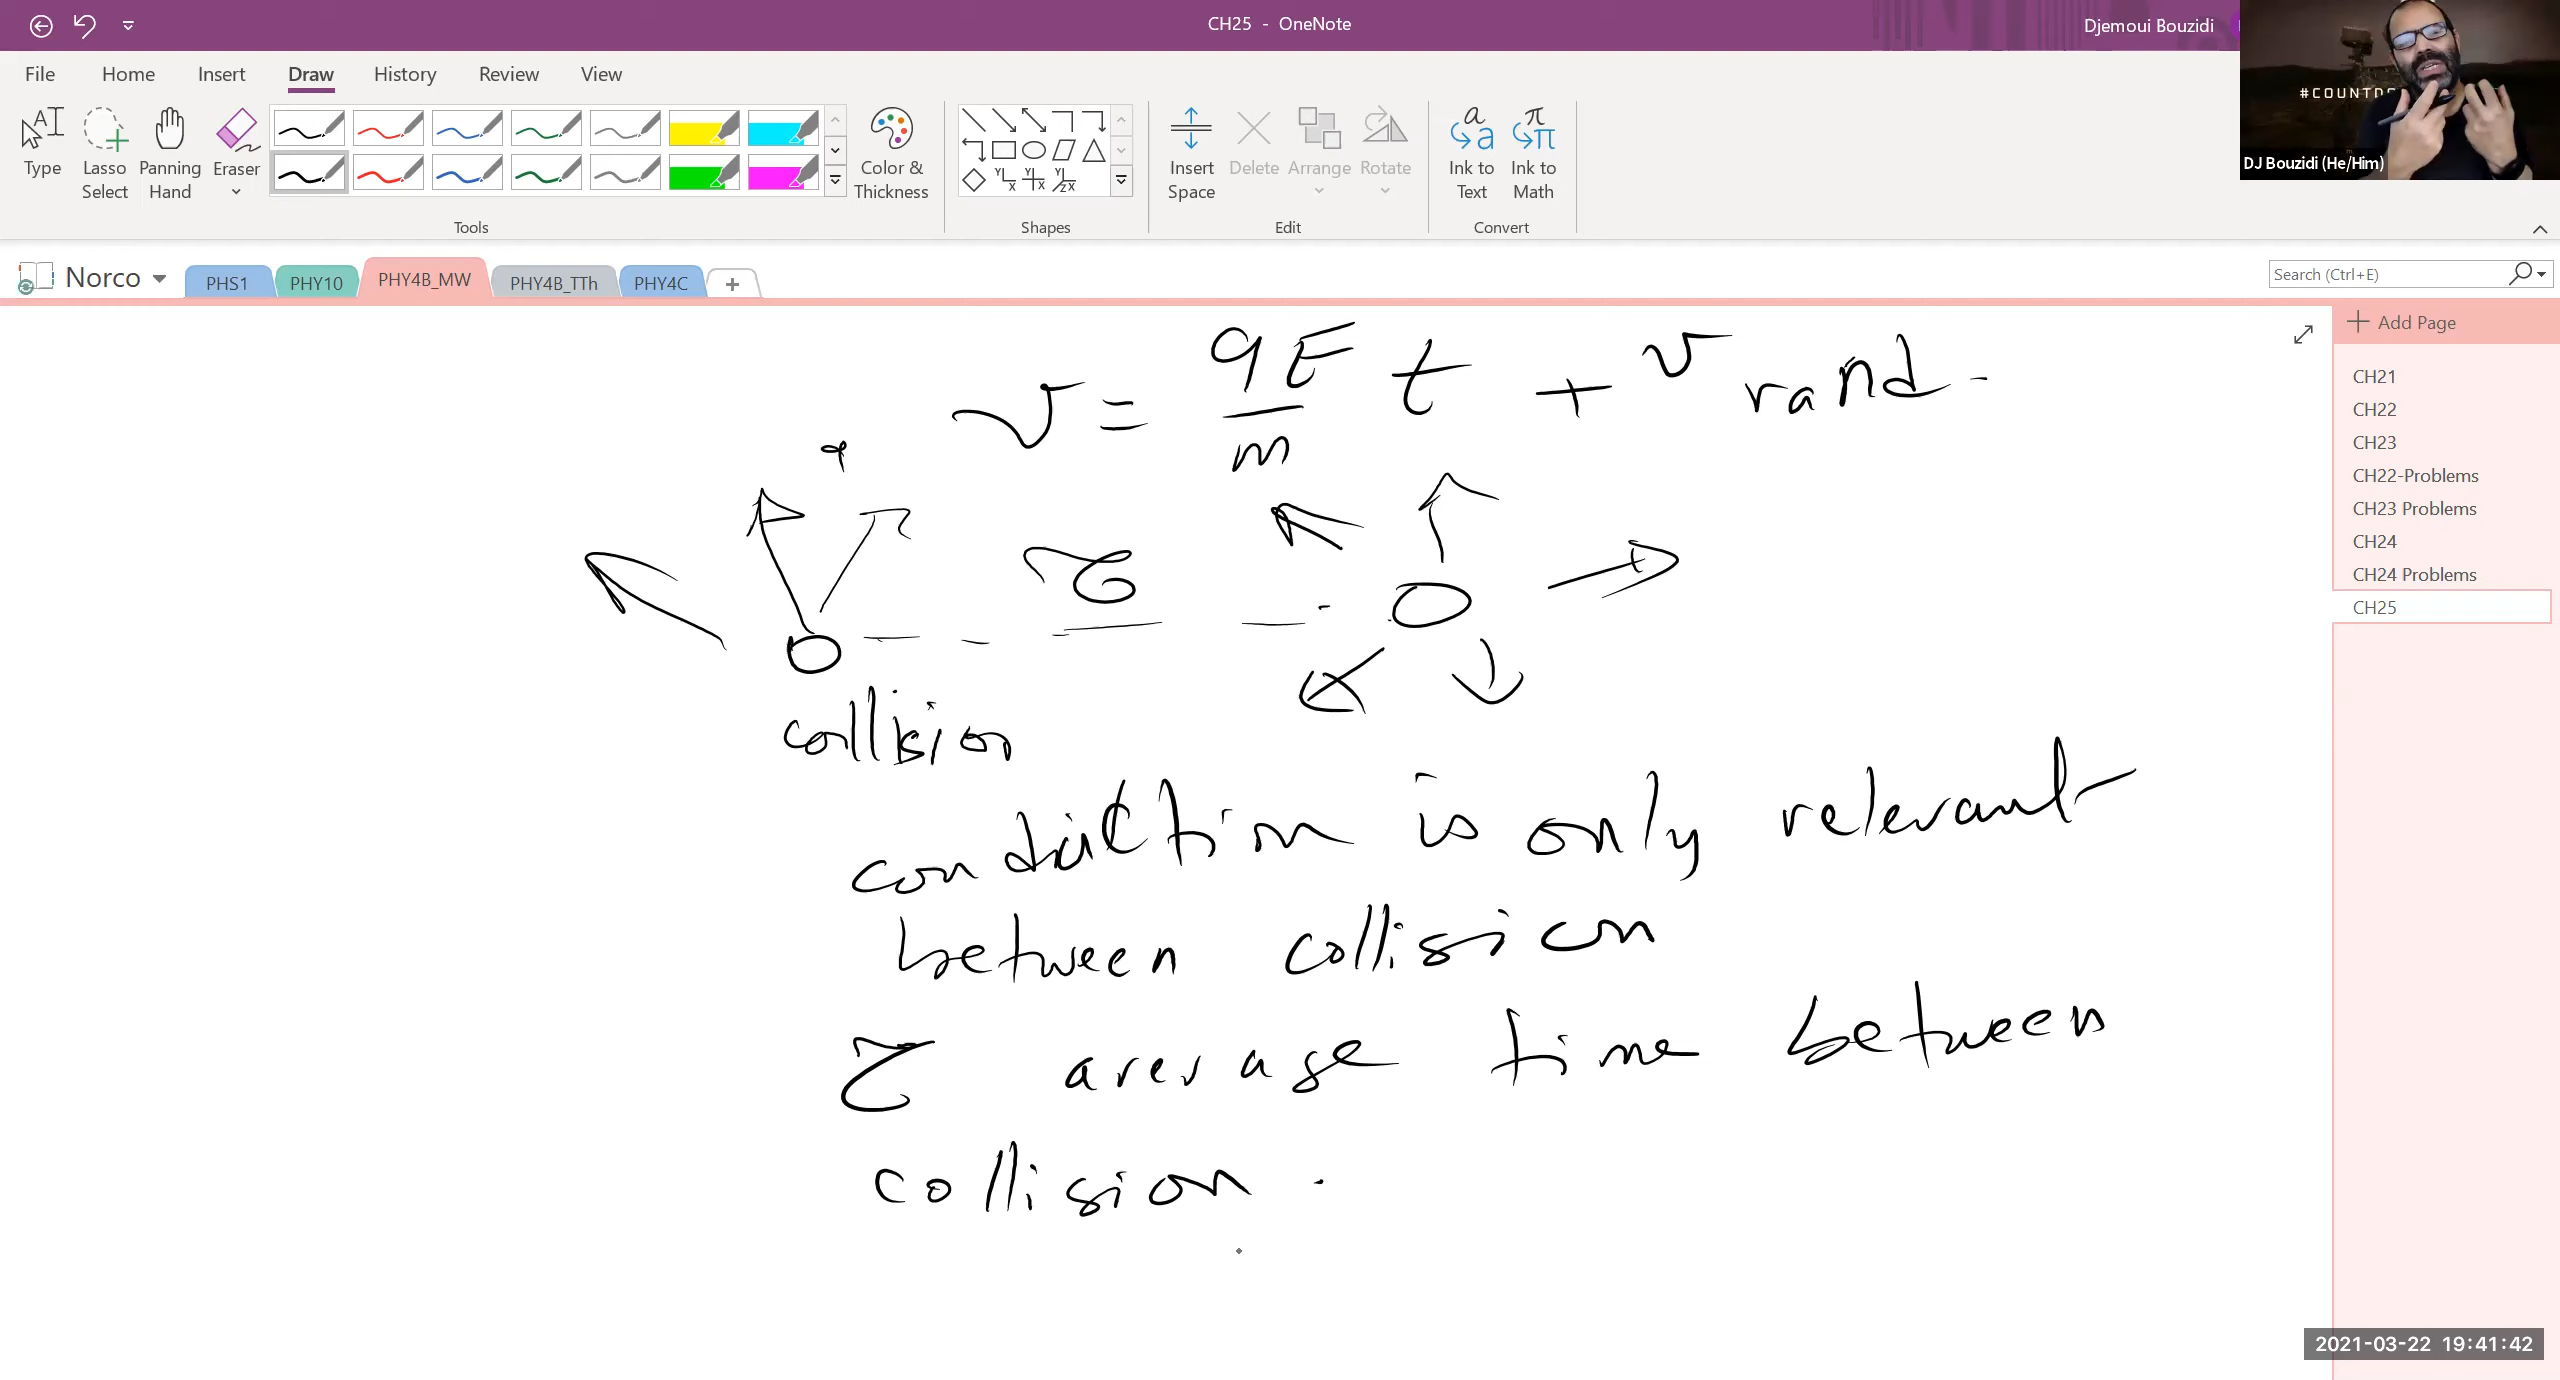 CH25 - OneNote
Djemoui Bouzidi
#COUNTD
DJ Bouzidi (He/Him)
File Home Insert Draw History Review View
Type
Lasso Select
Panning Hand
Eraser
Color & Thickness
Insert Space
Delete
Arrange
Rotate
Ink to Text
Ink to Math
Tools
Shapes
Edit
Convert
Norco PHS1 PHY10 PHY4B_MW PHY4B_TTh PHY4C +
Search (Ctrl+E)
Add Page
CH21
CH22
CH23
CH22-Problems
CH23 Problems
CH24
CH24 Problems
CH25
v = qE/m t + v rand.
τ
collision
conduction is only relevant
between collision
τ average time between
collision.
2021-03-22 19:41:42